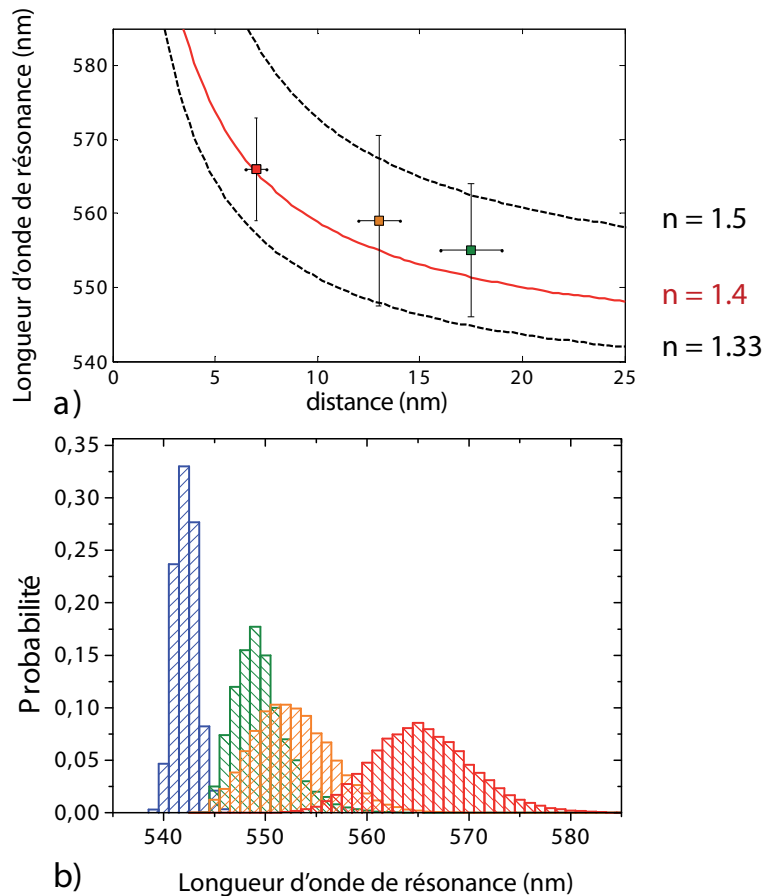 Longueur d'onde de résonance (nm)
580
570
560
550
540
0
5
10
15
20
25
distance (nm)
a)
n = 1.5
n = 1.4
n = 1.33
Probabilité
0,35
0,30
0,25
0,20
0,15
0,10
0,05
0,00
540
550
560
570
580
b)
Longueur d'onde de résonance (nm)